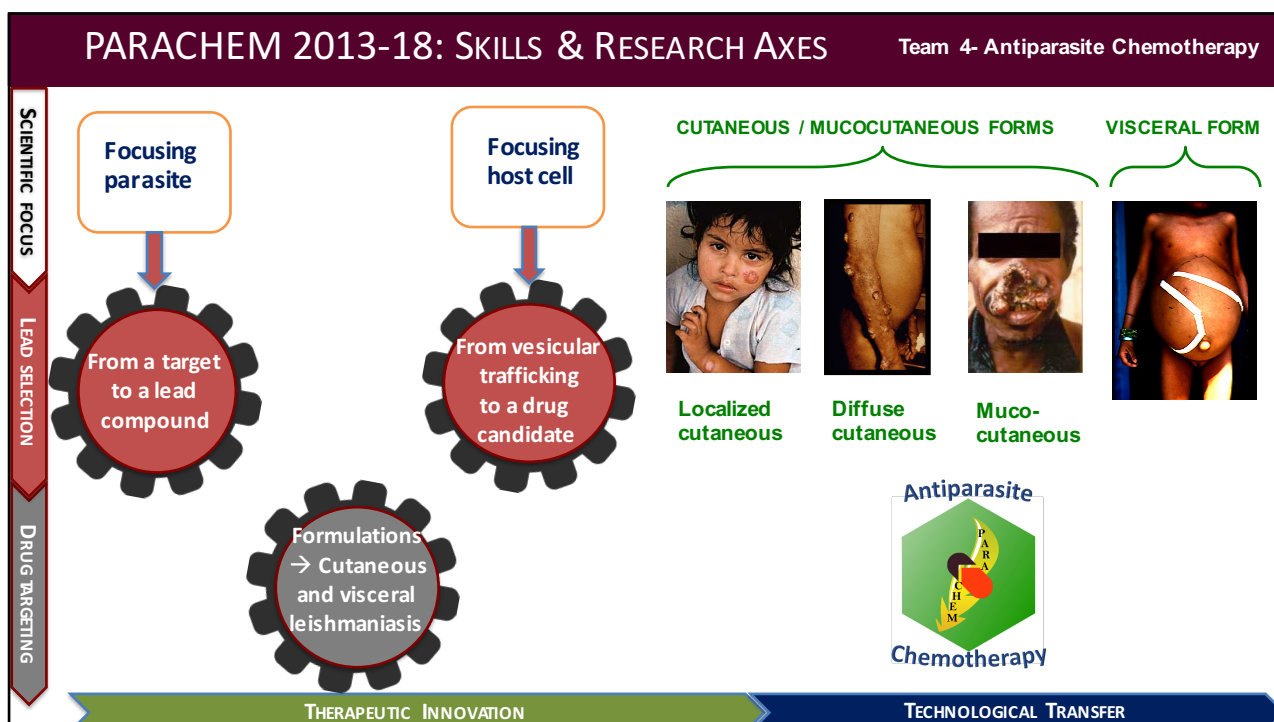 PARACHEM 2013-18: SKILLS & RESEARCH AXES
Team 4- Antiparasite Chemotherapy
SCIENTIFIC FOCUS
LEAD SELECTION
DRUG TARGETING
Focusing
parasite
Focusing
host cell
From a target
to a lead
compound
From vesicular
trafficking
to a drug
candidate
Formulations
→ Cutaneous
and visceral
leishmaniasis
CUTANEOUS / MUCOCUTANEOUS FORMS
VISCERAL FORM
Localized
cutaneous
Diffuse
cutaneous
Muco-
cutaneous
Antiparasite
PARA
CHEM
Chemotherapy
THERAPEUTIC INNOVATION
TECHNOLOGICAL TRANSFER